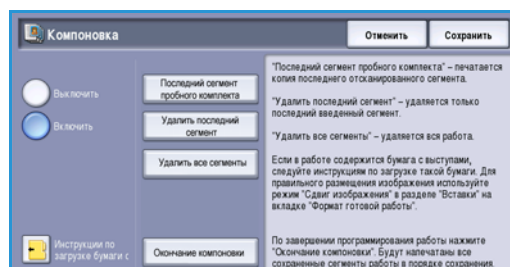 Компоновка
Отменить
Сохранить
Выключить
Включить
Последний сегмент
пробного комплекта
Удалить последний
сегмент
Удалить все сегменты
Инструкции по
загрузке бумаги с
Окончание компоновки
"Последний сегмент пробного комплекта" – печатается
копия последнего отсканированного сегмента.
"Удалить последний сегмент" – удаляется только
последний введенный сегмент.
"Удалить все сегменты" – удаляется вся работа.
Если в работе содержится бумага с выступами,
следуйте инструкциям по загрузке такой бумаги. Для
правильного размещения изображения используйте
режим "Сдвиг изображения" в разделе "Вставки" на
вкладке "Формат готовой работы".
По завершении программирования работы нажмите
"Окончание компоновки". Будут напечатаны все
сохраненные сегменты работы в порядке сохранения.